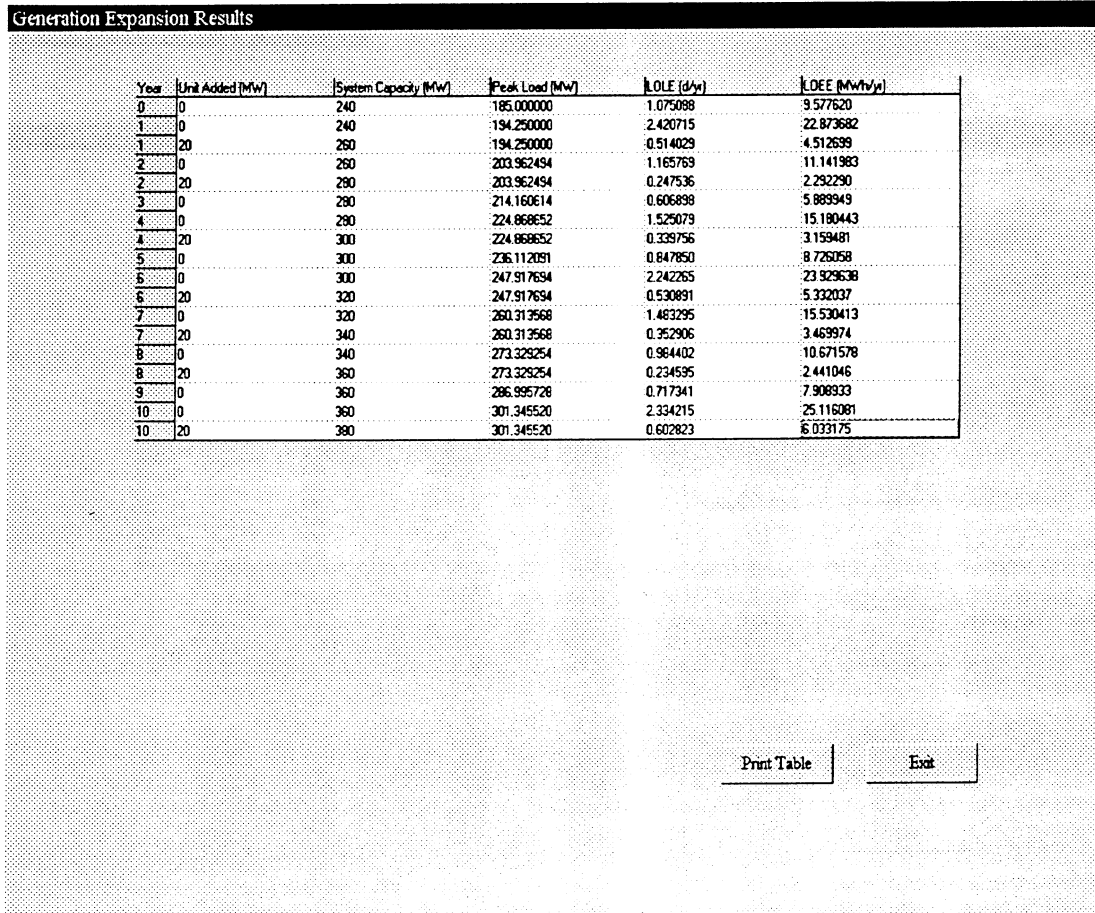 Generation Expansion Results
Year Unit Added (MW) System Capacity (MW) Peak Load (MW) LOLE (d/yr) LOEE (MWh/yr)
0 0 240 185.000000 1.075088 9.577620
1 0 240 194.250000 2.420715 22.873682
1 20 260 194.250000 0.514029 4.512699
2 0 260 203.962494 1.165769 11.141983
2 20 280 203.962494 0.247536 2.292290
3 0 280 214.160614 0.606898 5.889949
4 0 280 224.868652 1.525079 15.180443
4 20 300 224.868652 0.339756 3.159481
5 0 300 236.112091 0.847850 8.726058
6 0 300 247.917694 2.242265 23.929638
6 20 320 247.917694 0.530891 5.332037
7 0 320 260.313568 1.483295 15.530413
7 20 340 260.313568 0.352906 3.469974
8 0 340 273.329254 0.984402 10.671578
8 20 360 273.329254 0.234595 2.441046
9 0 360 286.995728 0.717341 7.908933
10 0 360 301.345520 2.334215 25.116081
10 20 380 301.345520 0.602823 6.033175
Print Table Exit